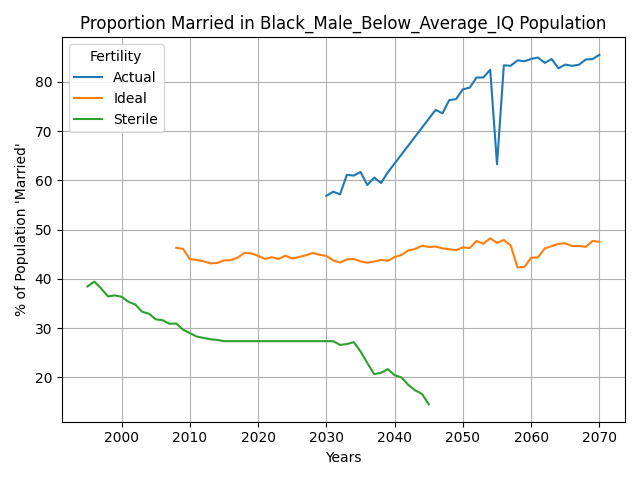 Proportion Married in Black_Male_Below_Average_IQ Population
Fertility
Actual
Ideal
Sterile
% of Population 'Married'
80
70
60
50
40
30
20
2000 2010 2020 2030 2040 2050 2060 2070
Years